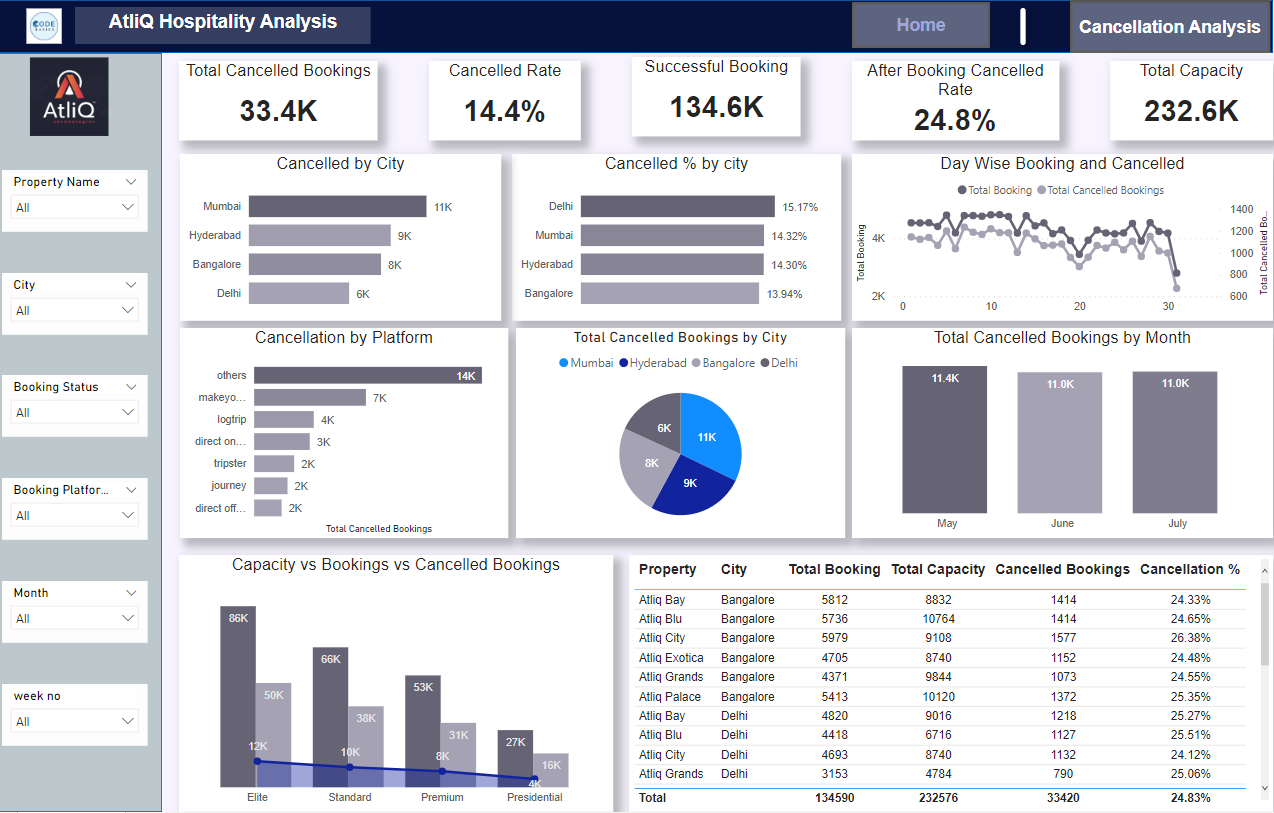 CODE
BASICS
AtliQ Hospitality Analysis
Home
Cancellation Analysis
AtliQ
technologies
Property Name
All
City
All
Booking Status
All
Booking Platfor...
All
Month
All
week no
All
Total Cancelled Bookings
33.4K
Cancelled Rate
14.4%
Successful Booking
134.6K
After Booking Cancelled
Rate
24.8%
Total Capacity
232.6K
Cancelled by City
Mumbai 11K
Hyderabad 9K
Bangalore 8K
Delhi 6K
Cancelled % by city
Delhi 15.17%
Mumbai 14.32%
Hyderabad 14.30%
Bangalore 13.94%
Day Wise Booking and Cancelled
Total Booking Total Cancelled Bookings
Total Booking
4K
2K
0 10 20 30
1400
1200
1000
800
600
Total Cancelled Bo...
Cancellation by Platform
others 14K
makeyo... 7K
logtrip 4K
direct on... 3K
tripster 2K
journey 2K
direct off... 2K
Total Cancelled Bookings
Total Cancelled Bookings by City
Mumbai Hyderabad Bangalore Delhi
6K 11K
8K 9K
Total Cancelled Bookings by Month
11.4K 11.0K 11.0K
May June July
Capacity vs Bookings vs Cancelled Bookings
86K 50K 12K
66K 38K 10K
53K 31K 8K
27K 16K 4K
Elite Standard Premium Presidential
Property City Total Booking Total Capacity Cancelled Bookings Cancellation %
Atliq Bay Bangalore 5812 8832 1414 24.33%
Atliq Blu Bangalore 5736 10764 1414 24.65%
Atliq City Bangalore 5979 9108 1577 26.38%
Atliq Exotica Bangalore 4705 8740 1152 24.48%
Atliq Grands Bangalore 4371 9844 1073 24.55%
Atliq Palace Bangalore 5413 10120 1372 25.35%
Atliq Bay Delhi 4820 9016 1218 25.27%
Atliq Blu Delhi 4418 6716 1127 25.51%
Atliq City Delhi 4693 8740 1132 24.12%
Atliq Grands Delhi 3153 4784 790 25.06%
Total 134590 232576 33420 24.83%